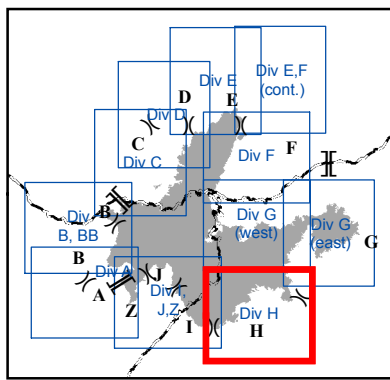 Div E
Div E,F
(cont.)
D
E
Div D
C
Div C
Div F
F
Div
B
B, BB
Div G
(west)
Div G
(east)
G
B
Div A
J
A
Z
Div I,
J,Z
I
Div H
H